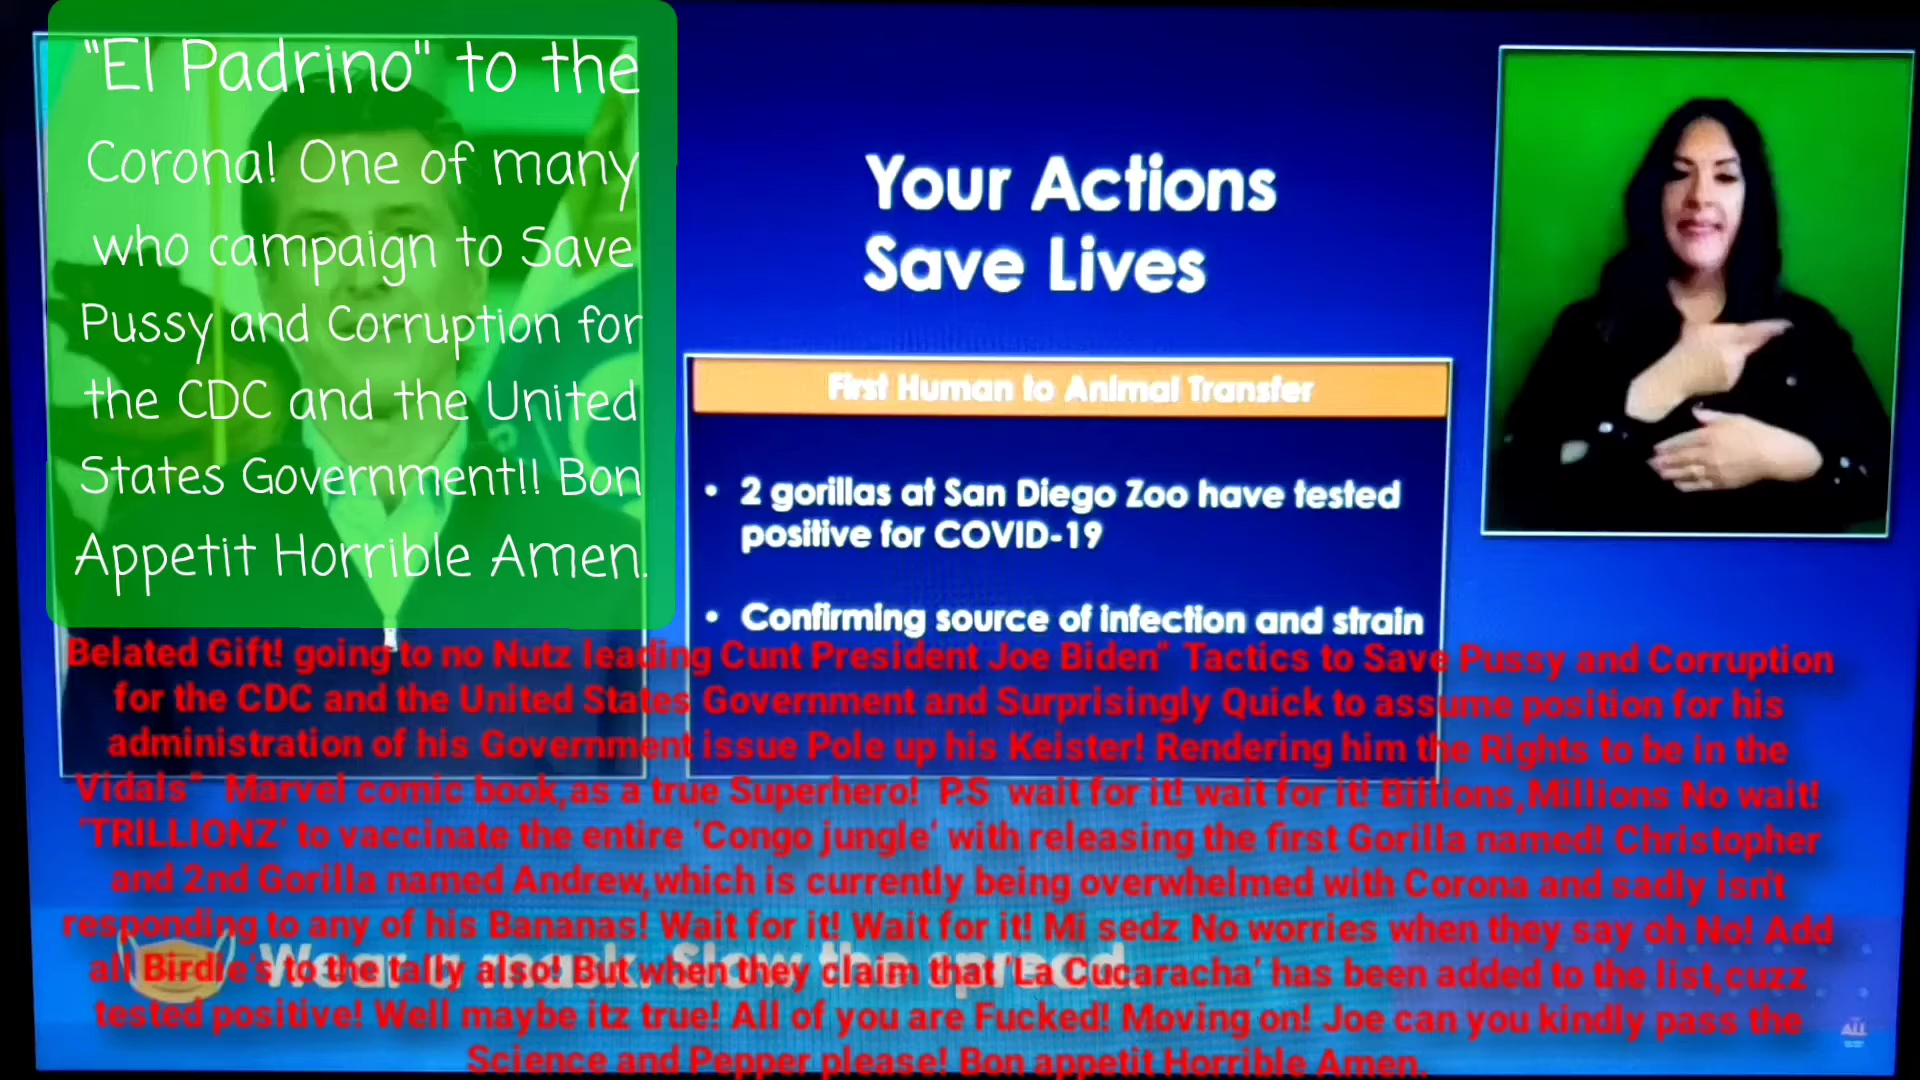 "El Padrino" to the
Corona! One of many
who campaign to Save
Pussy and Corruption for
the CDC and the United
States Government!! Bon
Appetit Horrible Amen.
Your Actions
Save Lives
First Human to Animal Transfer
• 2 gorillas at San Diego Zoo have tested
positive for COVID-19
• Confirming source of infection and strain
Belated Gift! going to no Nutz leading Cunt President Joe Biden" Tactics to Save Pussy and Corruption
for the CDC and the United States Government and Surprisingly Quick to assume position for his
administration of his Government issue Pole up his Keister! Rendering him the Rights to be in the
Vidals" Marvel comic book,as a true Superhero! P.S wait for it! wait for it! Billions,Millions No wait!
'TRILLIONZ' to vaccinate the entire 'Congo jungle' with releasing the first Gorilla named! Christopher
and 2nd Gorilla named Andrew,which is currently being overwhelmed with Corona and sadly isn't
responding to any of his Bananas! Wait for it! Wait for it! Mi sedz No worries when they say oh No! Add
all Birdie's to the tally also! But when they claim that 'La Cucaracha' has been added to the list,cuzz
tested positive! Well maybe itz true! All of you are Fucked! Moving on! Joe can you kindly pass the
Science and Pepper please! Bon appetit Horrible Amen.
Wear a mask. Slow the spread.
ALL